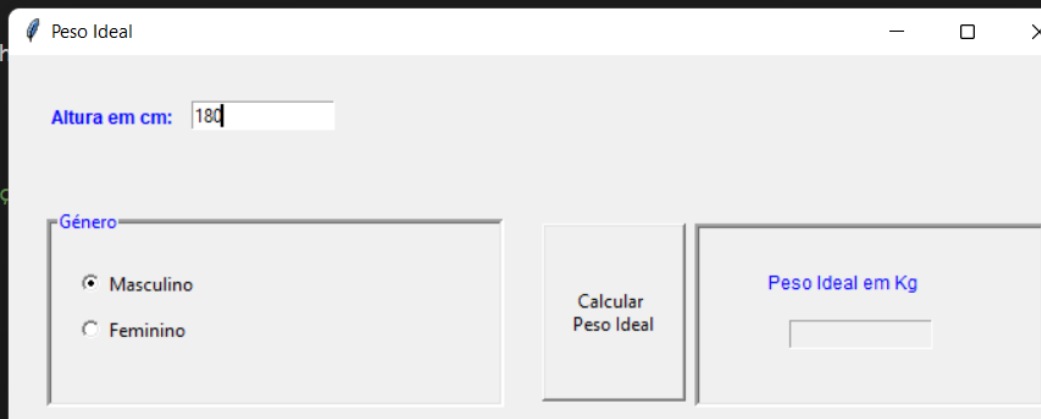 Peso Ideal
Altura em cm: 180
Género
Masculino
Feminino
Calcular
Peso Ideal
Peso Ideal em Kg